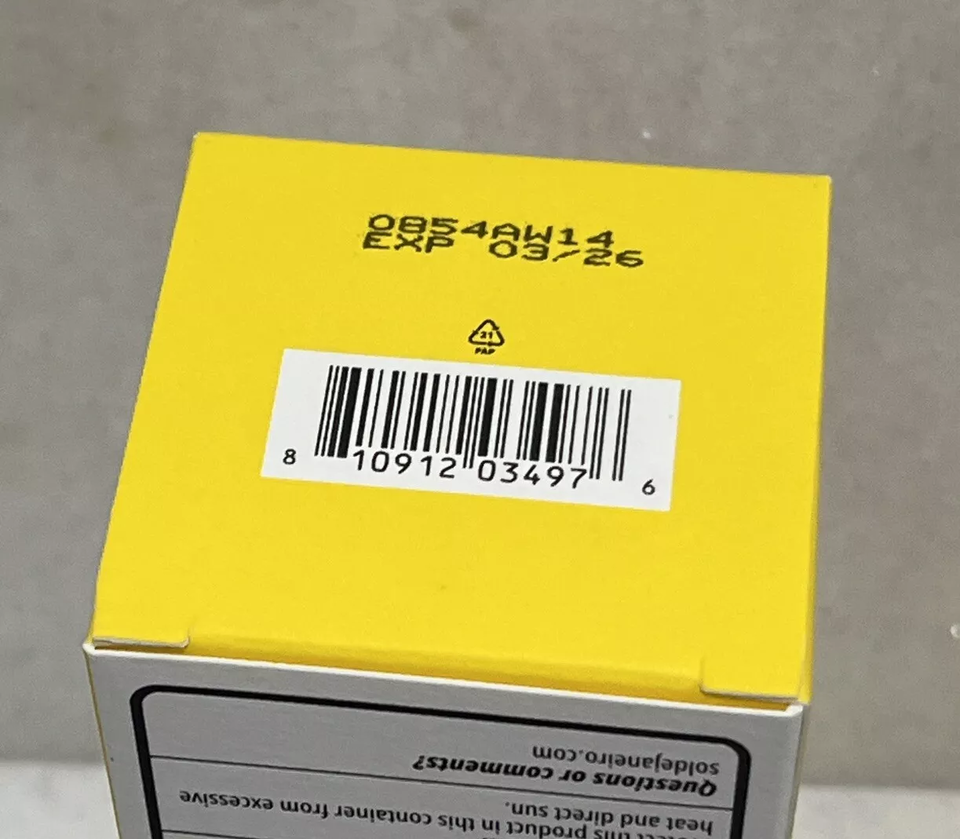 0854AW14
EXP 03/26
21
PAP
8 10912 03497 6
heat and direct sun.
Questions or comments?
soldejaneiro.com
this product in this container from excessive